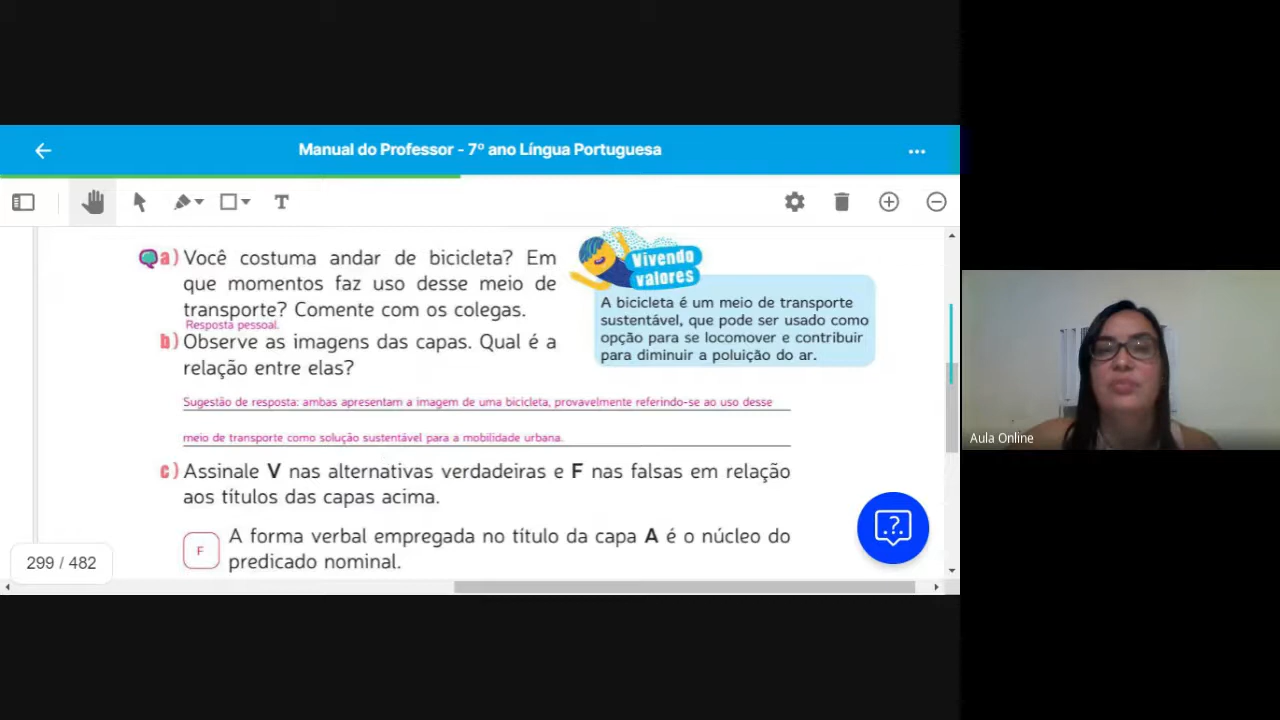 Manual do Professor - 7º ano Língua Portuguesa
T
a) Você costuma andar de bicicleta? Em
que momentos faz uso desse meio de
transporte? Comente com os colegas.
Resposta pessoal.
Vivendo
valores
A bicicleta é um meio de transporte
sustentável, que pode ser usado como
opção para se locomover e contribuir
para diminuir a poluição do ar.
b) Observe as imagens das capas. Qual é a
relação entre elas?
Sugestão de resposta: ambas apresentam a imagem de uma bicicleta, provavelmente referindo-se ao uso desse
meio de transporte como solução sustentável para a mobilidade urbana.
c) Assinale V nas alternativas verdadeiras e F nas falsas em relação
aos títulos das capas acima.
F
A forma verbal empregada no título da capa A é o núcleo do
predicado nominal.
299 / 482
.?.
Aula Online